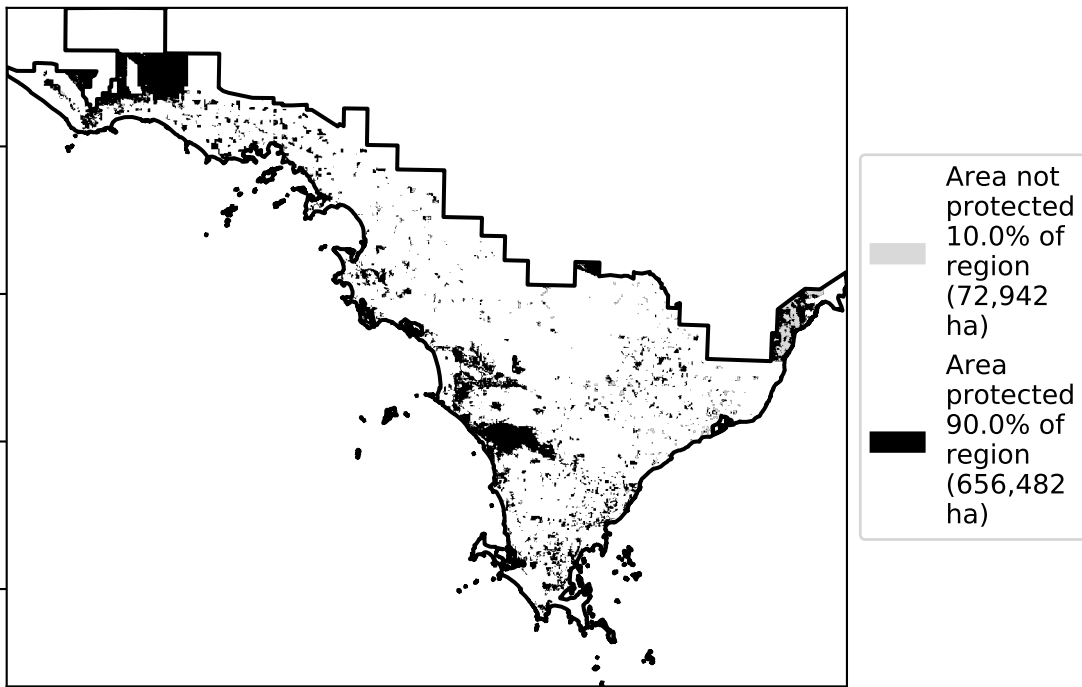 Area not
protected
10.0% of
region
(72,942
ha)
Area
protected
90.0% of
region
(656,482
ha)